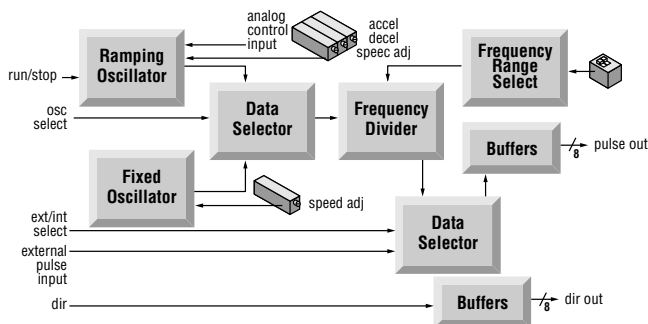 analog
control
input
accel
decel
speec adj
Ramping
Oscillator
run/stop
Frequency
Range
Select
osc
select
Data
Selector
Frequency
Divider
Buffers
8
pulse out
Fixed
Oscillator
speed adj
ext/int
select
Data
Selector
external
pulse
input
dir
Buffers
8
dir out